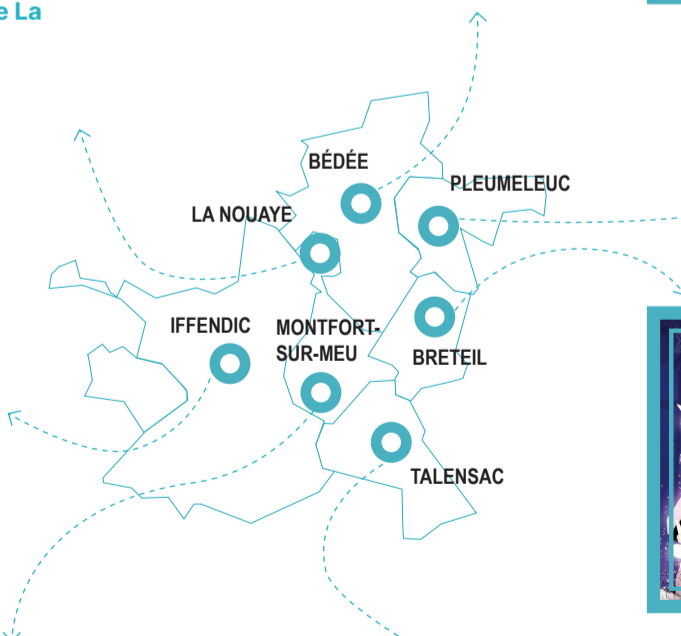 e La
BÉDÉE
PLEUMELEUC
LA NOUAYE
IFFENDIC
MONTFORT-
SUR-MEU
BRETEIL
TALENSAC